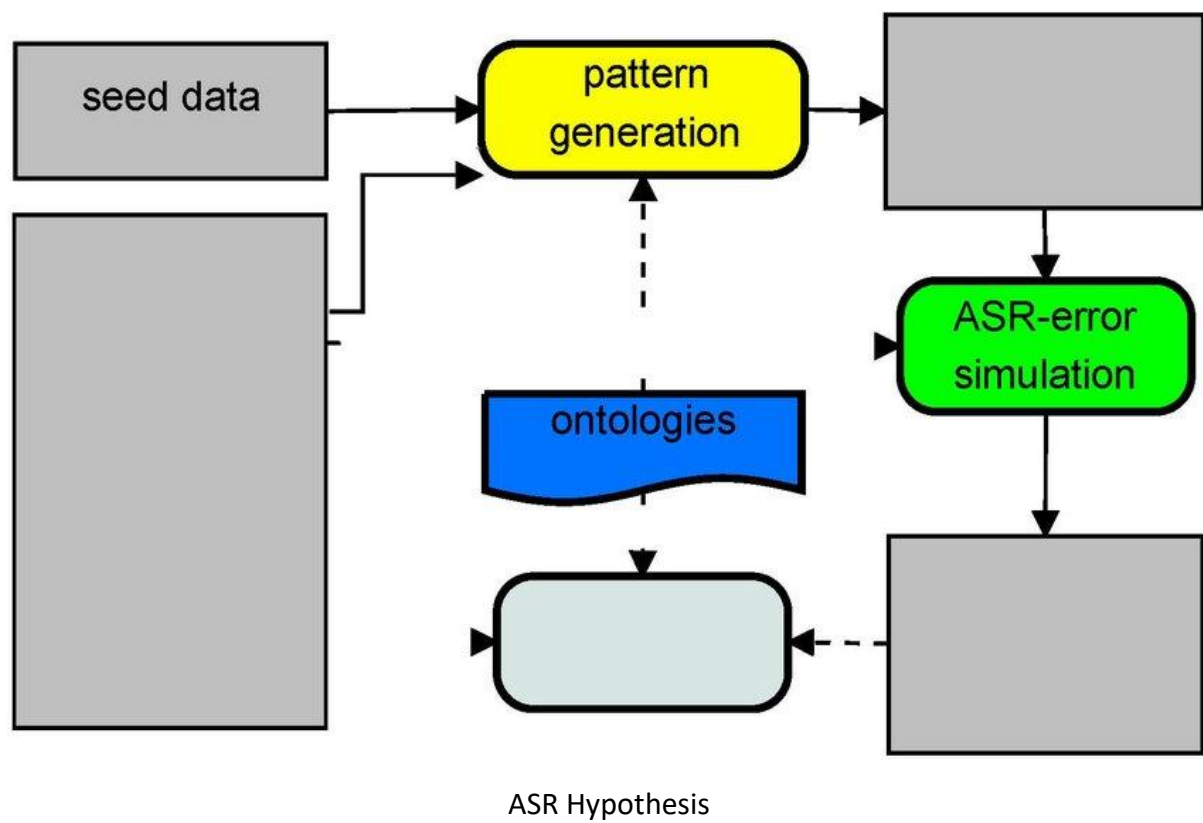 seed data
pattern
generation
ASR-error
simulation
ontologies
ASR Hypothesis